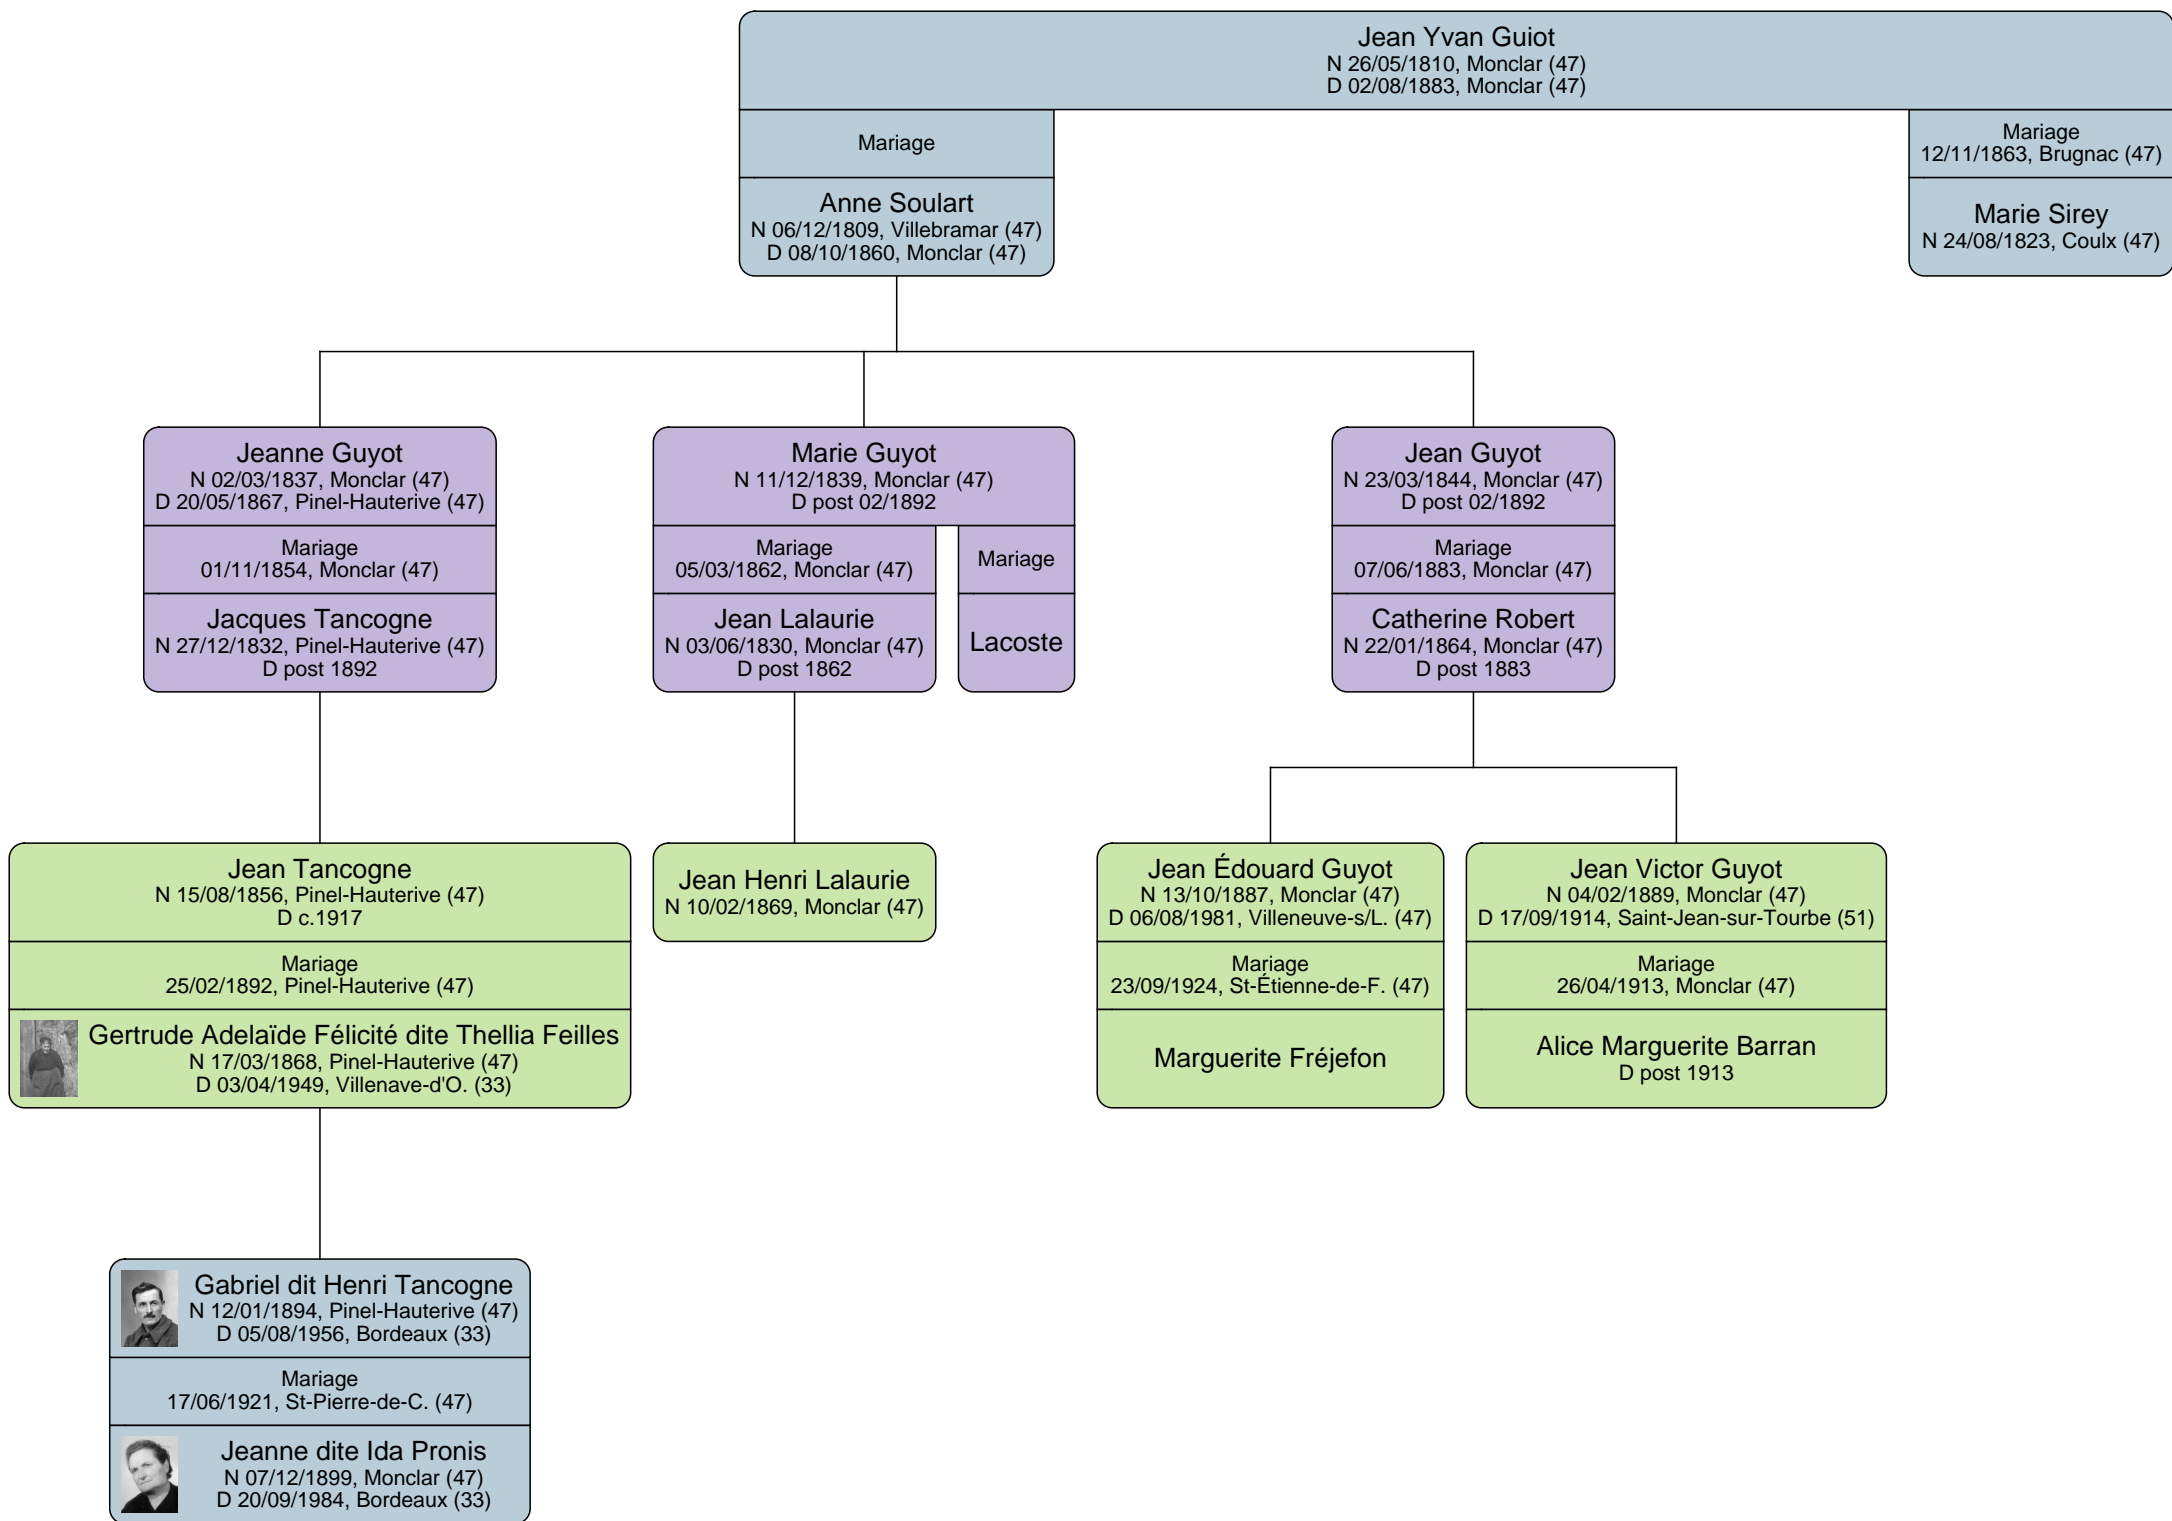 Jean Yvan Guiot
N 26/05/1810, Monclar (47)
D 02/08/1883, Monclar (47)
Mariage
Anne Soulart
N 06/12/1809, Villebramar (47)
D 08/10/1860, Monclar (47)
Mariage
12/11/1863, Brugnac (47)
Marie Sirey
N 24/08/1823, Coulx (47)
Jeanne Guyot
N 02/03/1837, Monclar (47)
D 20/05/1867, Pinel-Hauterive (47)
Mariage
01/11/1854, Monclar (47)
Jacques Tancogne
N 27/12/1832, Pinel-Hauterive (47)
D post 1892
Marie Guyot
N 11/12/1839, Monclar (47)
D post 02/1892
Mariage
05/03/1862, Monclar (47)
Jean Lalaurie
N 03/06/1830, Monclar (47)
D post 1862
Mariage
Lacoste
Jean Guyot
N 23/03/1844, Monclar (47)
D post 02/1892
Mariage
07/06/1883, Monclar (47)
Catherine Robert
N 22/01/1864, Monclar (47)
D post 1883
Jean Tancogne
N 15/08/1856, Pinel-Hauterive (47)
D c.1917
Mariage
25/02/1892, Pinel-Hauterive (47)
Gertrude Adelaïde Félicité dite Thellia Feilles
N 17/03/1868, Pinel-Hauterive (47)
D 03/04/1949, Villenave-d'O. (33)
Jean Henri Lalaurie
N 10/02/1869, Monclar (47)
Jean Édouard Guyot
N 13/10/1887, Monclar (47)
D 06/08/1981, Villeneuve-s/L. (47)
Mariage
23/09/1924, St-Étienne-de-F. (47)
Marguerite Fréjefon
Jean Victor Guyot
N 04/02/1889, Monclar (47)
D 17/09/1914, Saint-Jean-sur-Tourbe (51)
Mariage
26/04/1913, Monclar (47)
Alice Marguerite Barran
D post 1913
Gabriel dit Henri Tancogne
N 12/01/1894, Pinel-Hauterive (47)
D 05/08/1956, Bordeaux (33)
Mariage
17/06/1921, St-Pierre-de-C. (47)
Jeanne dite Ida Pronis
N 07/12/1899, Monclar (47)
D 20/09/1984, Bordeaux (33)